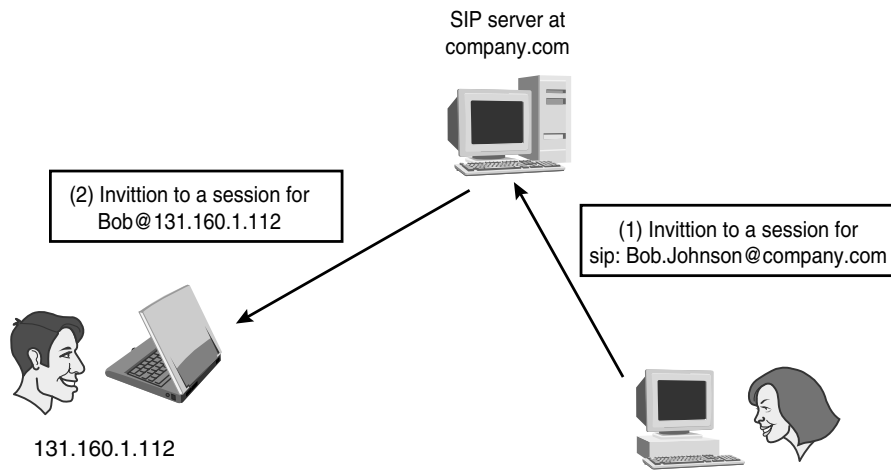 SIP server at
company.com
(2) Invittion to a session for
Bob@131.160.1.112
(1) Invittion to a session for
sip: Bob.Johnson@company.com
131.160.1.112